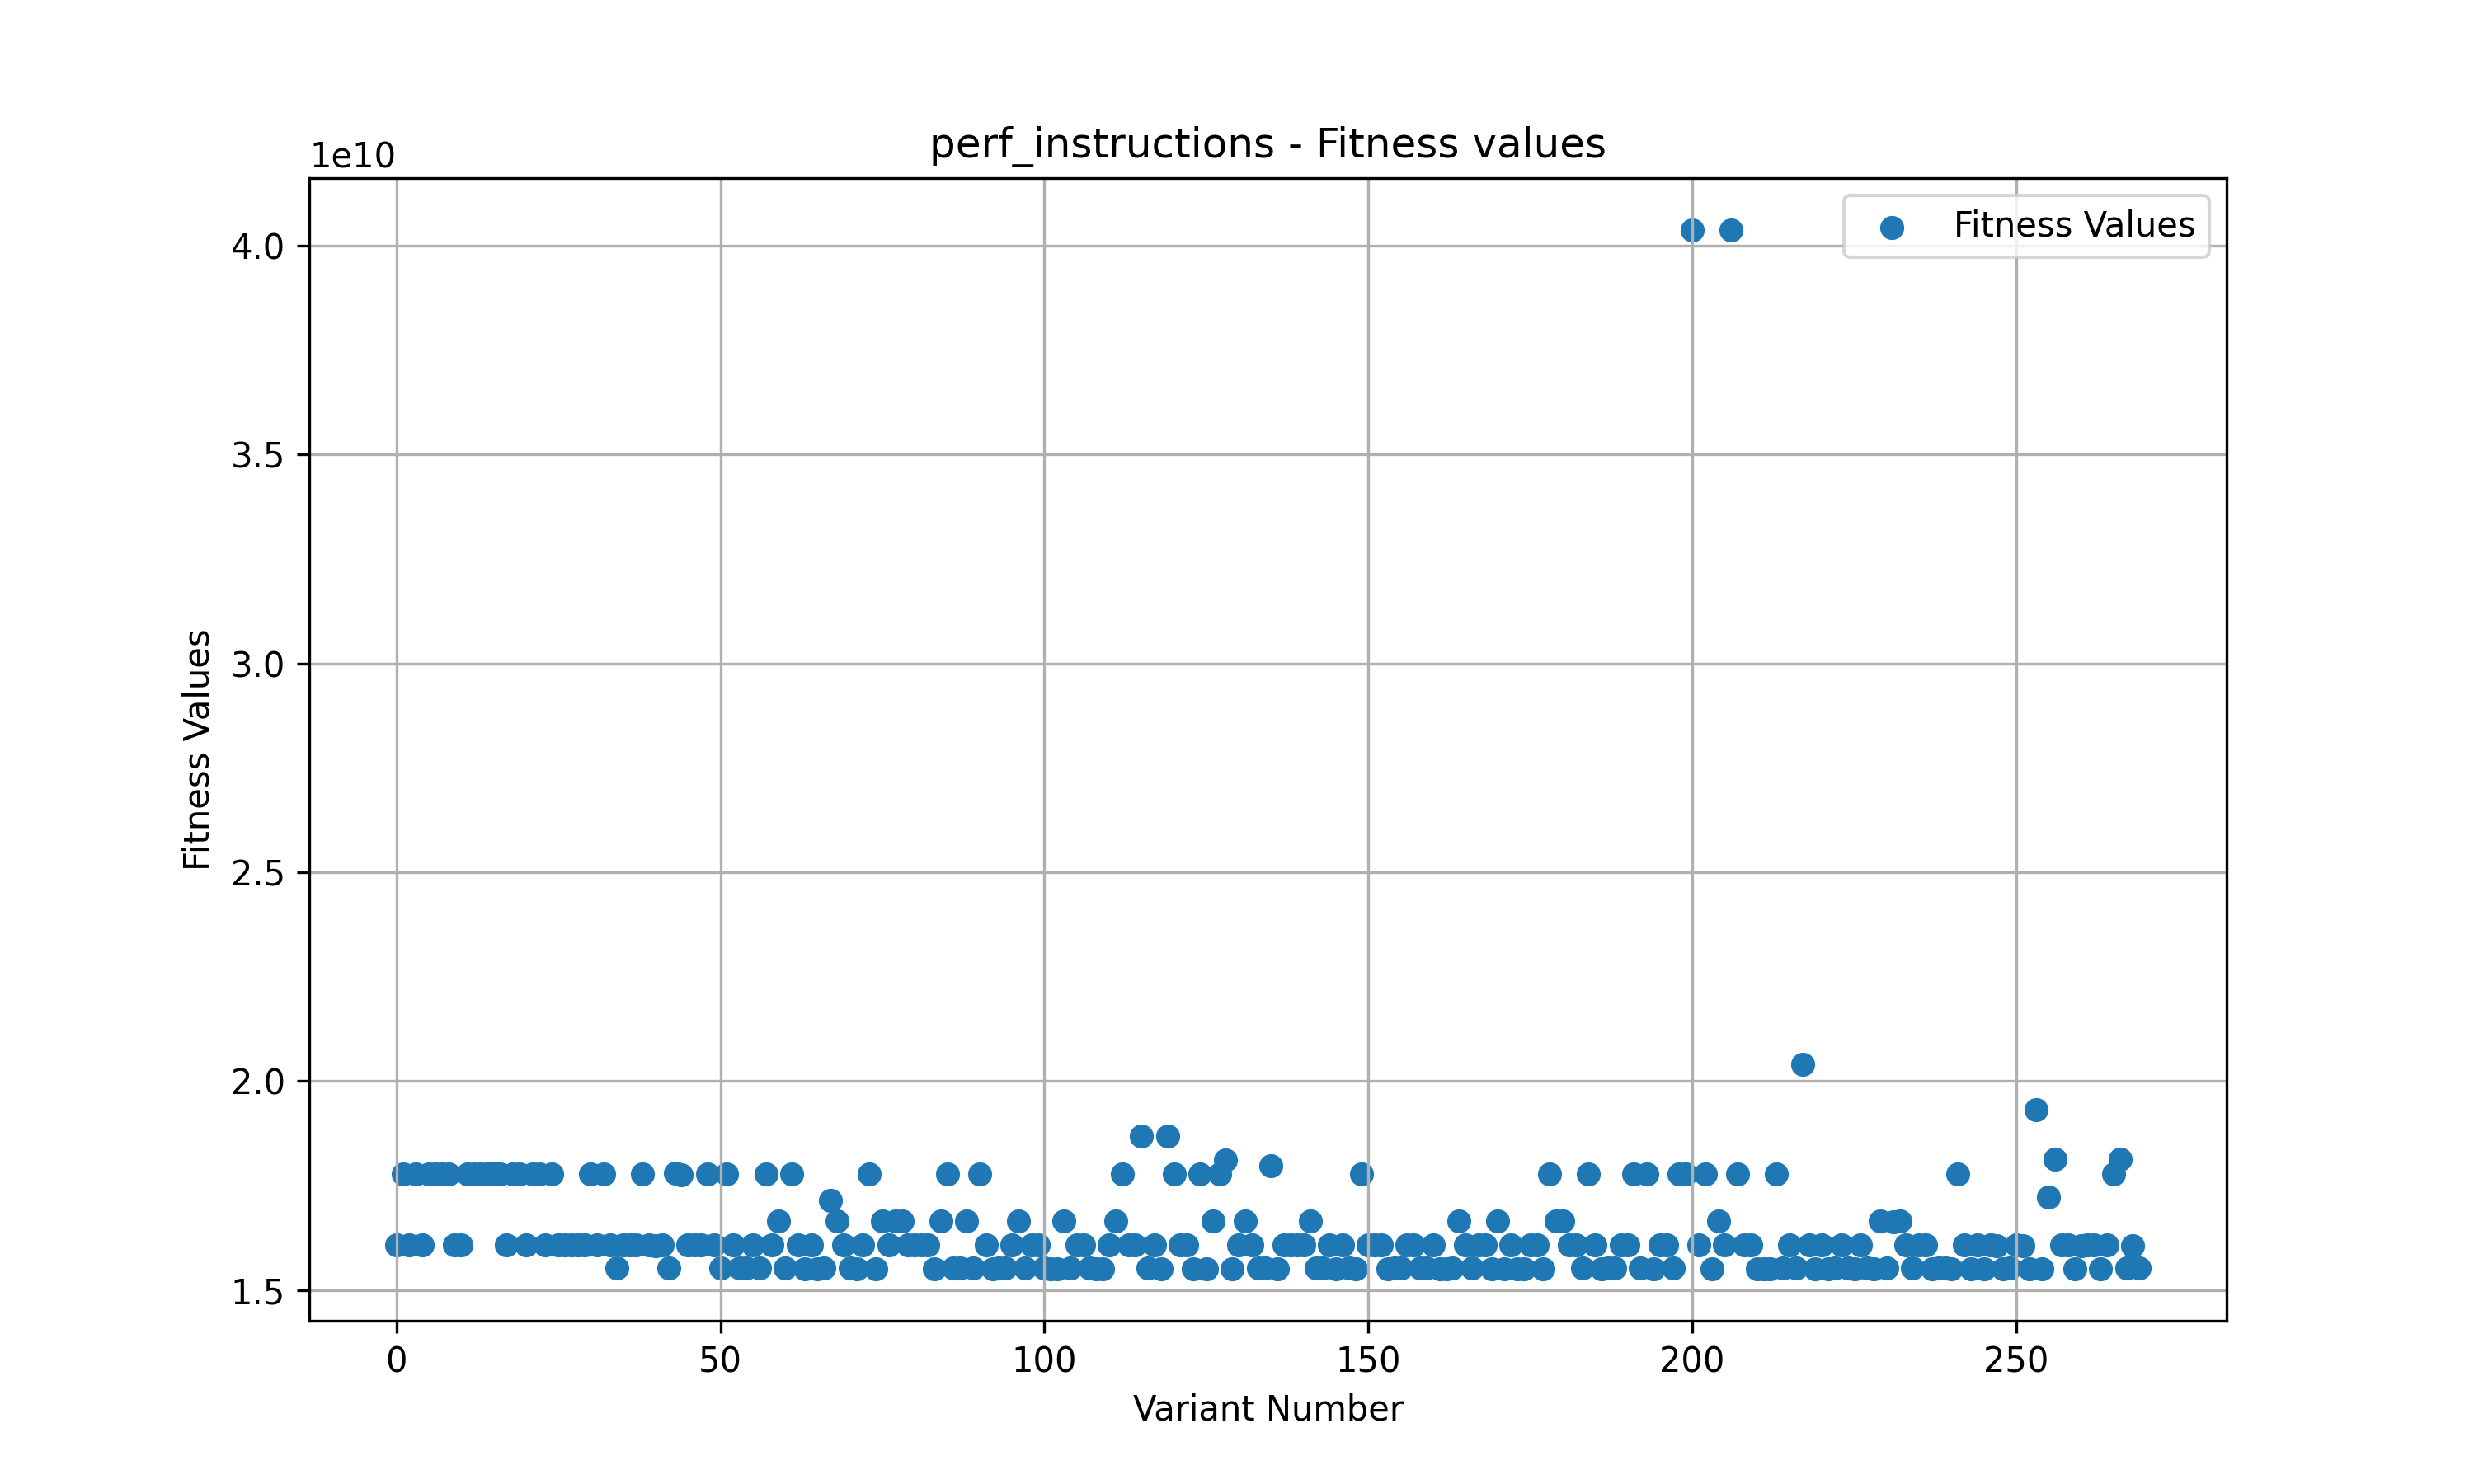 perf_instructions - Fitness values
1e10
Fitness Values
4.0
3.5
3.0
2.5
2.0
1.5
Fitness Values
0 50 100 150 200 250
Variant Number